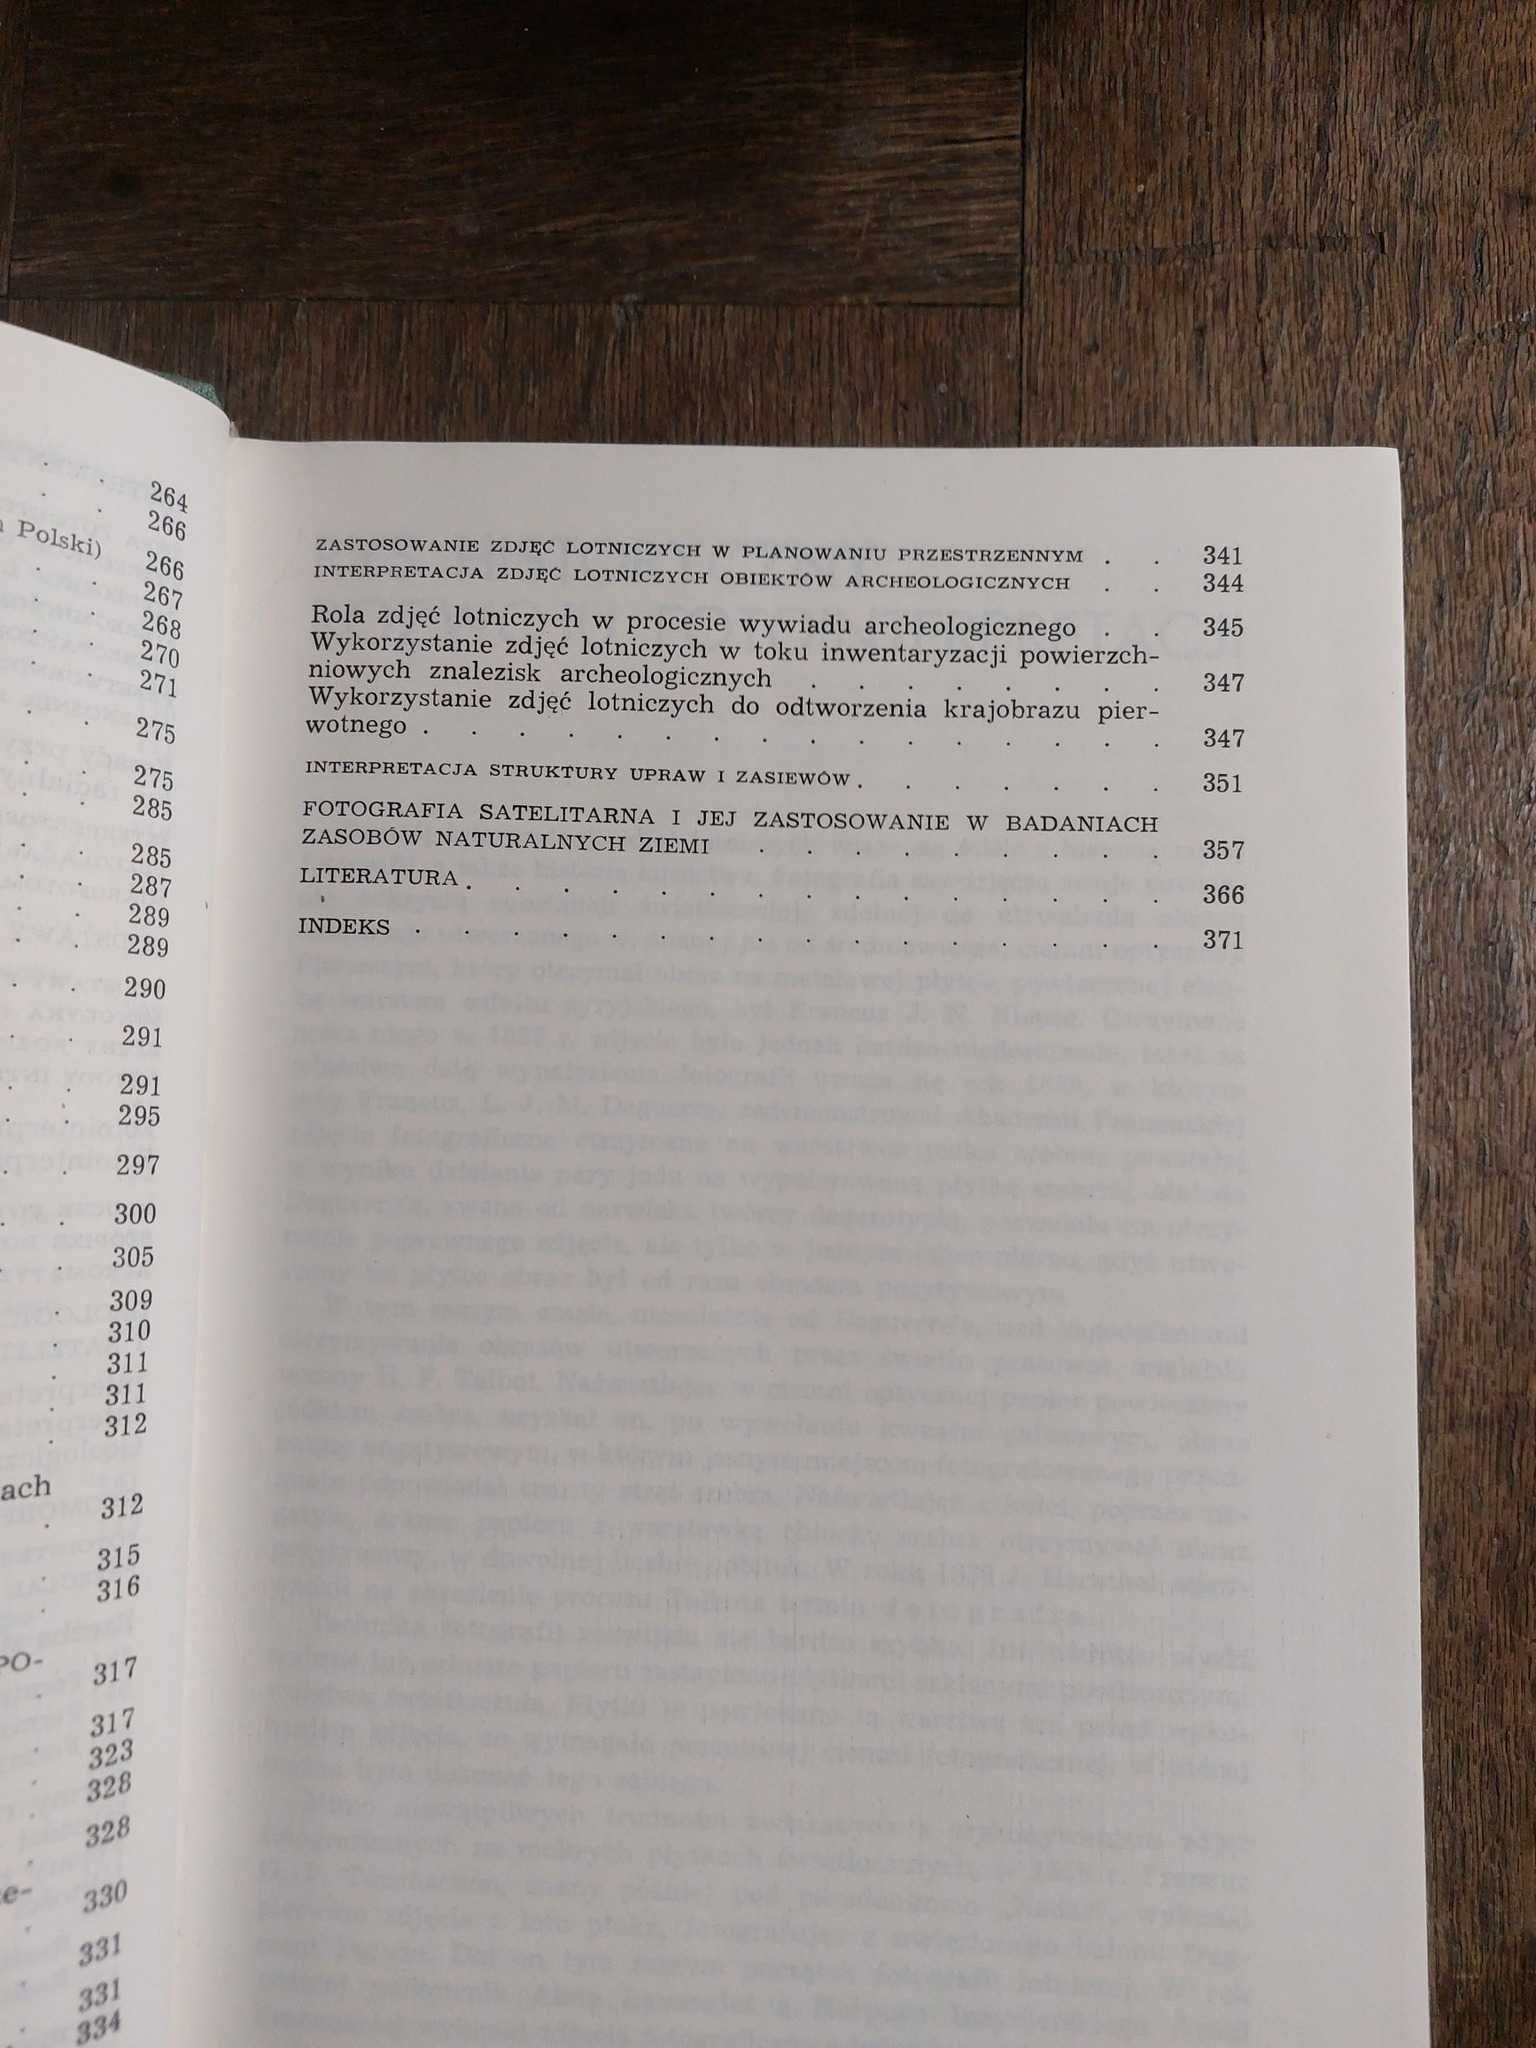 264
266
Polski) 266
267
268
270
271
275
275
285
285
287
289
289
290
291
291
295
297
300
305
309
310
311
311
312
ach
312
315
316
PO-
317
317
323
328
328
e-
330
331
331
334
ZASTOSOWANIE ZDJĘĆ LOTNICZYCH W PLANOWANIU PRZESTRZENNYM . . 341
INTERPRETACJA ZDJĘĆ LOTNICZYCH OBIEKTÓW ARCHEOLOGICZNYCH . . 344
Rola zdjęć lotniczych w procesie wywiadu archeologicznego . . 345
Wykorzystanie zdjęć lotniczych w toku inwentaryzacji powierzch-
niowych znalezisk archeologicznych . . . . . . . . 347
Wykorzystanie zdjęć lotniczych do odtworzenia krajobrazu pier-
wotnego . . . . . . . . . . . . . . . . 347
INTERPRETACJA STRUKTURY UPRAW I ZASIEWÓW . . . . . . . 351
FOTOGRAFIA SATELITARNA I JEJ ZASTOSOWANIE W BADANIACH
ZASOBÓW NATURALNYCH ZIEMI . . . . . . . . . 357
LITERATURA . . . . . . . . . . . . . . . 366
INDEKS . . . . . . . . . . . . . . . . 371